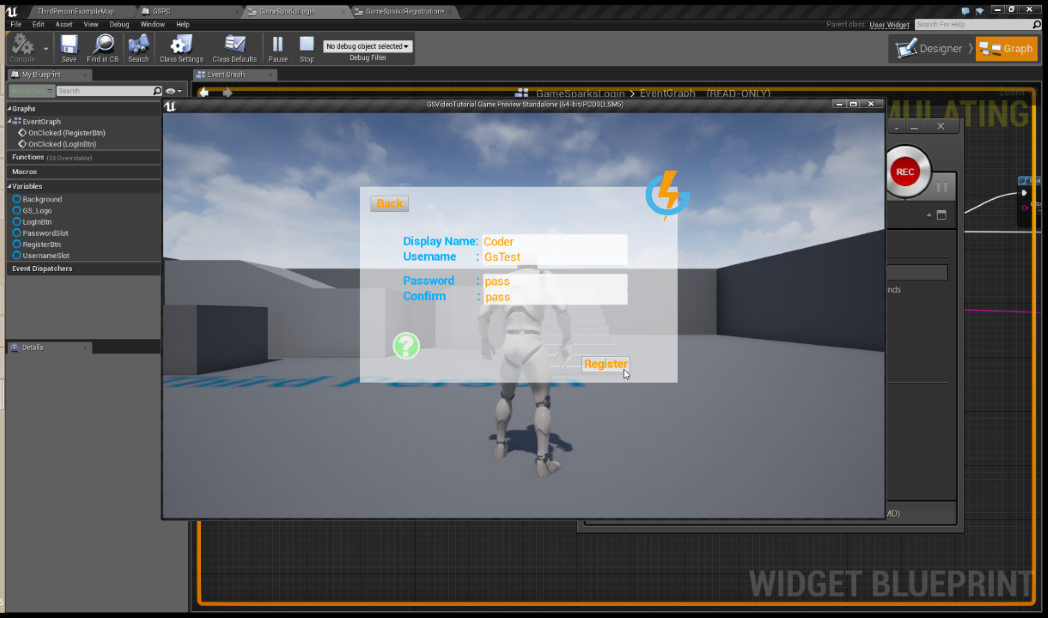 ThirdPersonExampleMap GSPC GameSparksLogin GameSparksRegistration*
File Edit Asset View Debug Window Help
Parent class: User Widget Search For Help
Compile Save Find in CB Search Class Settings Class Defaults Pause Stop
No debug object selected
Debug Filter
Designer Graph
My Blueprint Event Graph
Search
GameSparksLogin > EventGraph (READ-ONLY)
GSVideoTutorial Game Preview Standalone (64-bit/PCD3D_SM5)
Graphs
EventGraph
OnClicked (RegisterBtn)
OnClicked (LogInBtn)
Functions (33 Overridable)
Macros
Variables
Background
GS_Logo
LogInBtn
PasswordSlot
RegisterBtn
UsernameSlot
Event Dispatchers
Details
REC
Back
Display Name: Coder
Username : GsTest
Password : pass
Confirm : pass
?
Register
Third Person
WIDGET BLUEPRINT